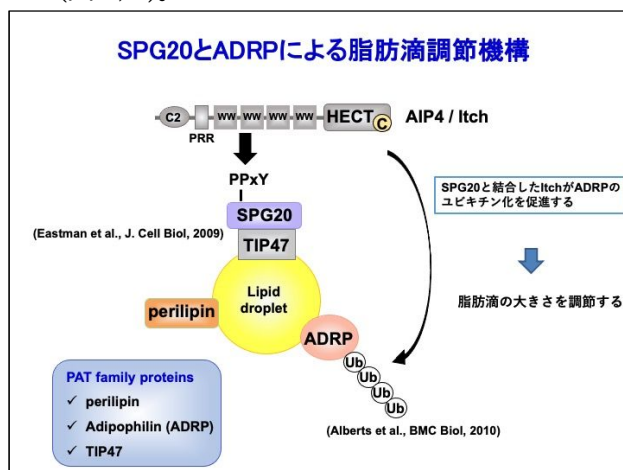 SPG20とADRPによる脂肪滴調節機構
C2
PRR
WW WW WW WW
HECT
C
AIP4 / Itch
PPxY
SPG20
TIP47
(Eastman et al., J. Cell Biol, 2009)
SPG20と結合したItchがADRPの
ユビキチン化を促進する
脂肪滴の大きさを調節する
Lipid
droplet
perilipin
ADRP
Ub
Ub
Ub
Ub
(Alberts et al., BMC Biol, 2010)
PAT family proteins
✓ perilipin
✓ Adipophilin (ADRP)
✓ TIP47